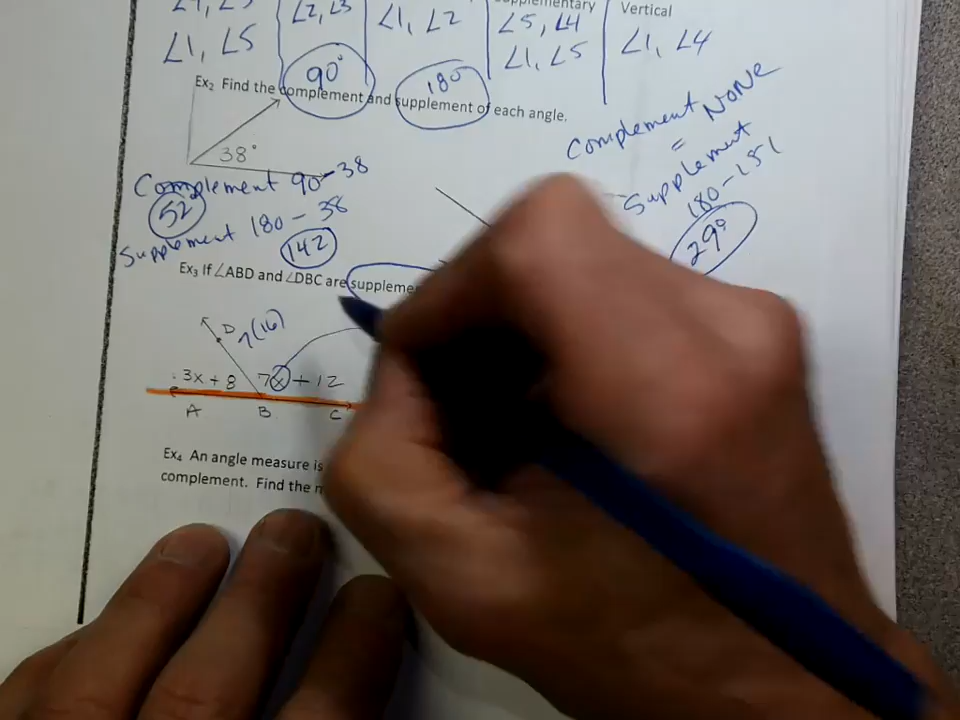 ∠2, ∠3
∠1, ∠2
Vertical
∠5, ∠4
∠1, ∠5
∠1, ∠5
∠1, ∠4
90°
180
Ex2 Find the complement and supplement of each angle.
38°
Complement NONE
=
Supplement
180-151
29°
Complement 90-38
52
Supplement 180-38
142
Ex3 If ∠ABD and ∠DBC are
D 7(16)
3x+8 7x+12
A B C
Ex4 An angle measure is
complement. Find the